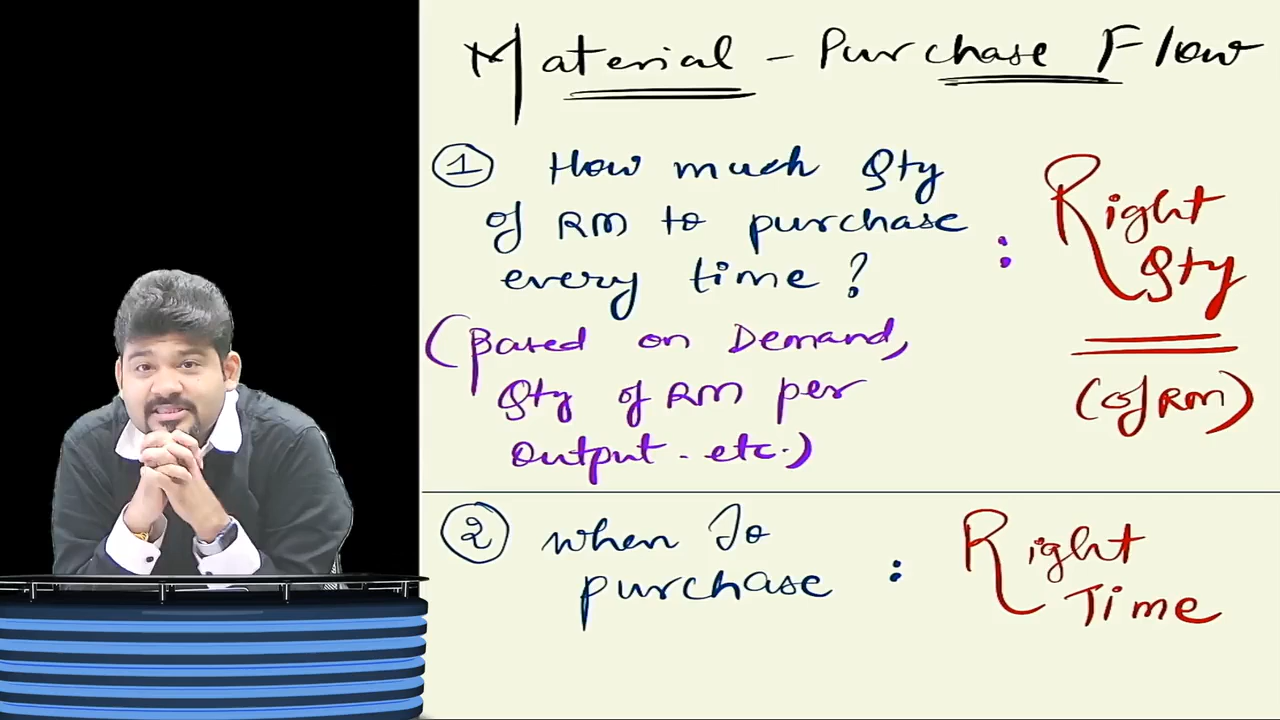 Material - Purchase Flow
① How much Qty
of RM to purchase
every time ?
: Right
Qty
(of RM)
(Based on Demand,
Qty of RM per
Output. etc.)
② When To
purchase : Right
Time